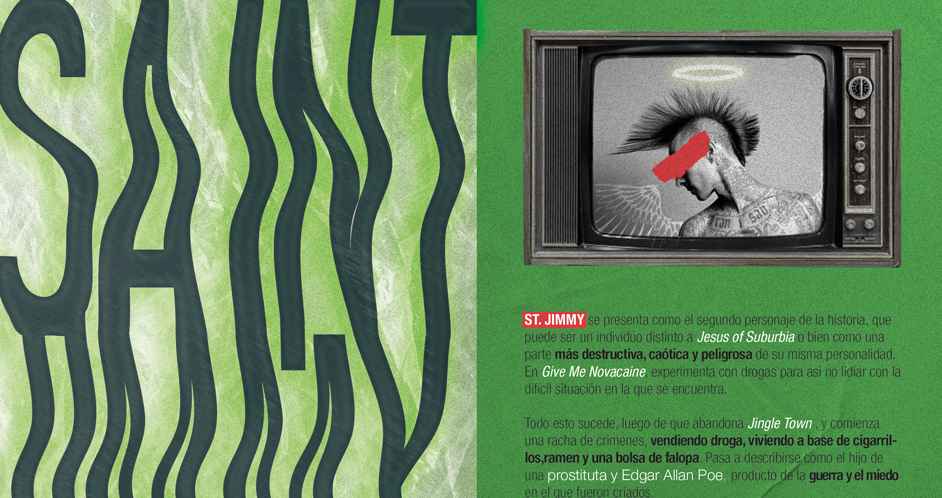 SAINT
ST. JIMMY se presenta como el segundo personaje de la historia, que
puede ser un individuo distinto a Jesus of Suburbia o bien como una
parte más destructiva, caótica y peligrosa de su misma personalidad.
En Give Me Novacaine, experimenta con drogas para así no lidiar con la
difícil situación en la que se encuentra.
Todo esto sucede, luego de que abandona Jingle Town , y comienza
una racha de crímenes, vendiendo droga, viviendo a base de cigarril-
los,ramen y una bolsa de falopa. Pasa a describirse como el hijo de
una prostituta y Edgar Allan Poe, producto de la guerra y el miedo
en el que fueron criados.